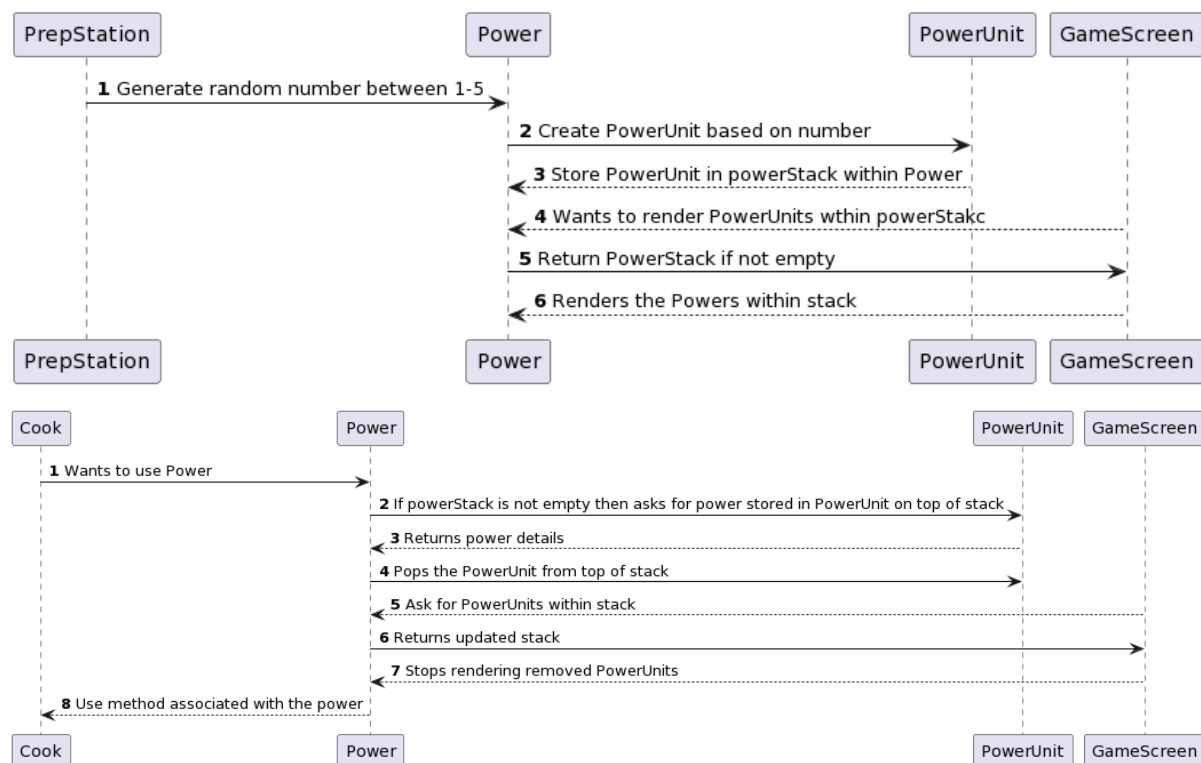 PrepStation Power PowerUnit GameScreen
1 Generate random number between 1-5
2 Create PowerUnit based on number
3 Store PowerUnit in powerStack within Power
4 Wants to render PowerUnits wthin powerStakc
5 Return PowerStack if not empty
6 Renders the Powers within stack
PrepStation Power PowerUnit GameScreen
Cook Power PowerUnit GameScreen
1 Wants to use Power
2 If powerStack is not empty then asks for power stored in PowerUnit on top of stack
3 Returns power details
4 Pops the PowerUnit from top of stack
5 Ask for PowerUnits within stack
6 Returns updated stack
7 Stops rendering removed PowerUnits
8 Use method associated with the power
Cook Power PowerUnit GameScreen